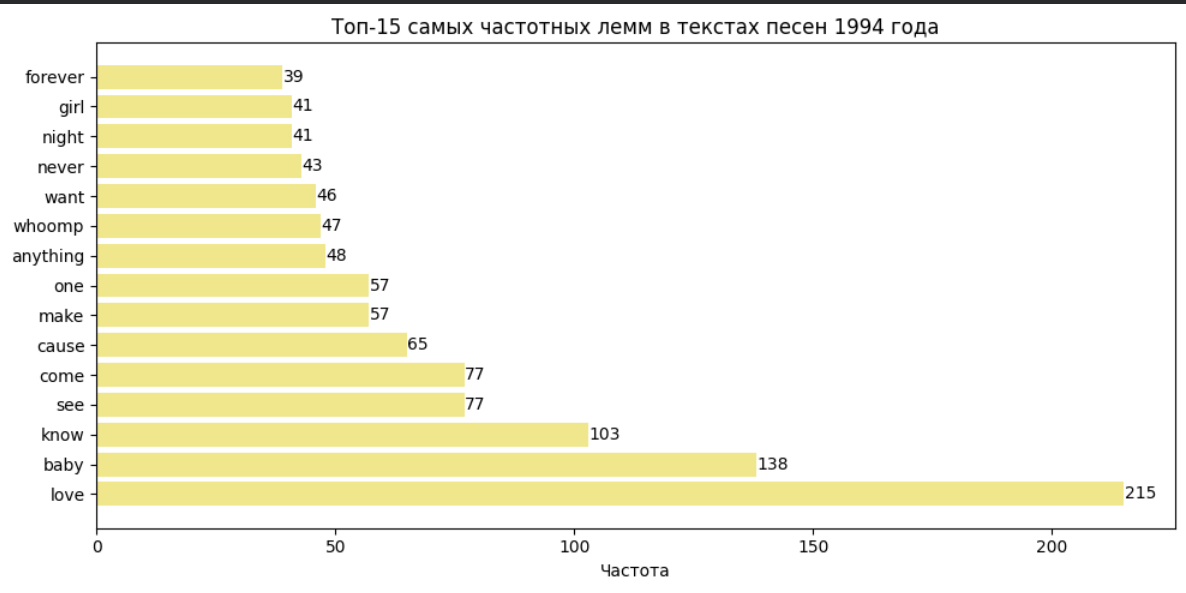 Топ-15 самых частотных лемм в текстах песен 1994 года
forever 39
girl 41
night 41
never 43
want 46
whoomp 47
anything 48
one 57
make 57
cause 65
come 77
see 77
know 103
baby 138
love 215
0 50 100 150 200
Частота